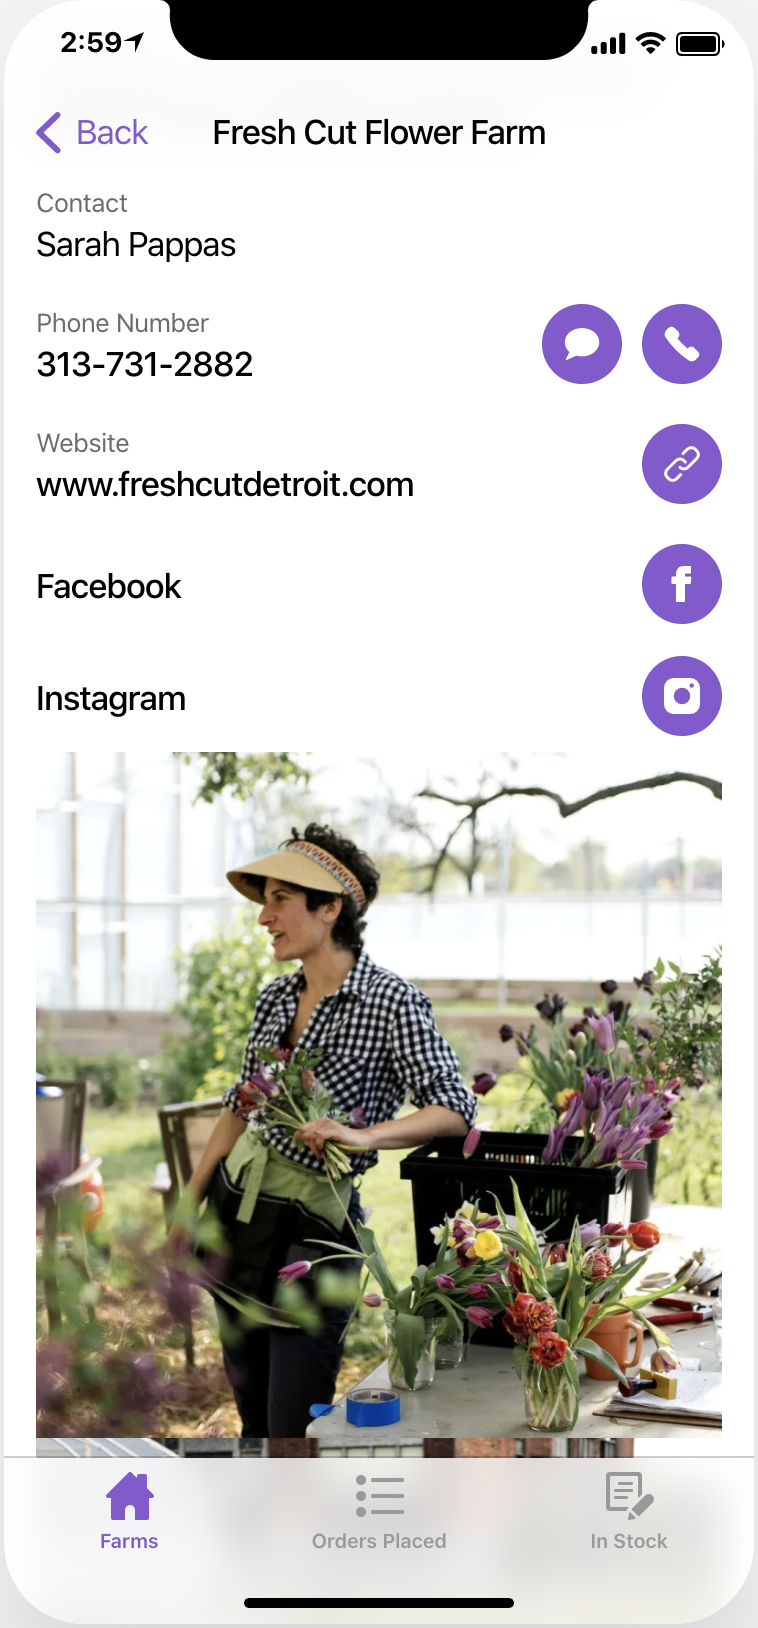 2:59
Back
Fresh Cut Flower Farm
Contact
Sarah Pappas
Phone Number
313-731-2882
Website
www.freshcutdetroit.com
Facebook
Instagram
Farms
Orders Placed
In Stock